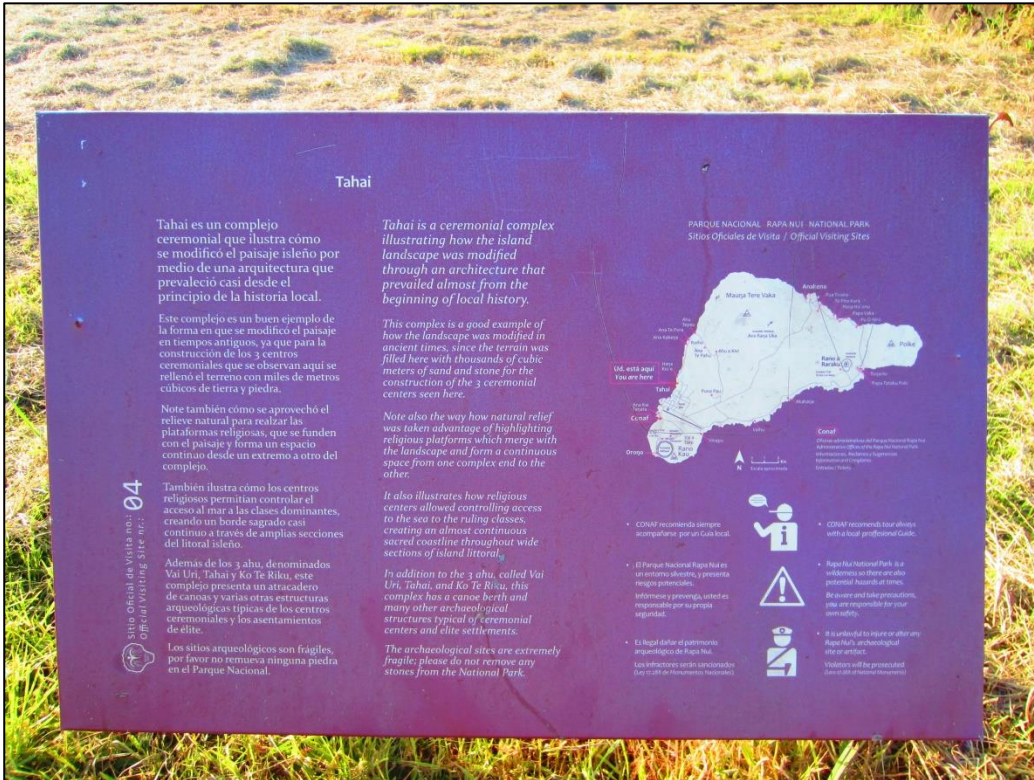 Tahai
Tahai es un complejo
ceremonial que ilustra cómo
se modificó el paisaje isleño por
medio de una arquitectura que
prevaleció casi desde el
principio de la historia local.
Este complejo es un buen ejemplo de
la forma en que se modificó el paisaje
en tiempos antiguos, ya que para la
construcción de los 3 centros
ceremoniales que se observan aquí se
rellenó el terreno con miles de metros
cúbicos de tierra y piedra.
Note también cómo se aprovechó el
relieve natural para realzar las
plataformas religiosas, que se funden
con el paisaje y forma un espacio
continuo desde un extremo a otro del
complejo.
También ilustra cómo los centros
religiosos permitían controlar el
acceso al mar a las clases dominantes,
creando un borde sagrado casi
continuo a través de amplias secciones
del litoral isleño.
Además de los 3 ahu, denominados
Vai Uri, Tahai y Ko Te Riku, este
complejo presenta un atracadero
de canoas y varias otras estructuras
arqueológicas típicas de los centros
ceremoniales y los asentamientos
de élite.
Los sitios arqueológicos son frágiles,
por favor no remueva ninguna piedra
en el Parque Nacional.
Sitio Oficial de Visita no.: 04
Official Visiting Site nr.:
Tahai is a ceremonial complex
illustrating how the island
landscape was modified
through an architecture that
prevailed almost from the
beginning of local history.
This complex is a good example of
how the landscape was modified in
ancient times, since the terrain was
filled here with thousands of cubic
meters of sand and stone for the
construction of the 3 ceremonial
centers seen here.
Note also the way how natural relief
was taken advantage of highlighting
religious platforms which merge with
the landscape and form a continuous
space from one complex end to the
other.
It also illustrates how religious
centers allowed controlling access
to the sea to the ruling classes,
creating an almost continuous
sacred coastline throughout wide
sections of island littoral.
In addition to the 3 ahu, called Vai
Uri, Tahai, and Ko Te Riku, this
complex has a canoe berth and
many other archaeological
structures typical of ceremonial
centers and elite settlements.
The archaeological sites are extremely
fragile; please do not remove any
stones from the National Park.
PARQUE NACIONAL RAPA NUI NATIONAL PARK
Sitios Oficiales de Visita / Official Visiting Sites
Maunga Tere Vaka
Anakena
Poike
Rano a
Raraku
Ud. está aquí
You are here
Tahai
Conaf
Orongo
Rano
Kau
N
Conaf
CONAF recomienda siempre
acompañarse por un Guía local.
El Parque Nacional Rapa Nui es
un entorno silvestre, y presenta
riesgos potenciales.
Infórmese y prevenga, usted es
responsable por su propia
seguridad.
Es ilegal dañar el patrimonio
arqueológico de Rapa Nui.
Los infractores serán sancionados
CONAF recommends tour always
with a local proffesional Guide.
Rapa Nui National Park is a
wilderness so there are also
potential hazards at times.
Be aware and take precautions,
you are responsible for your
own safety.
It is unlawful to injure or alter any
Rapa Nui's archaeological
site or artifact.
Violators will be prosecuted